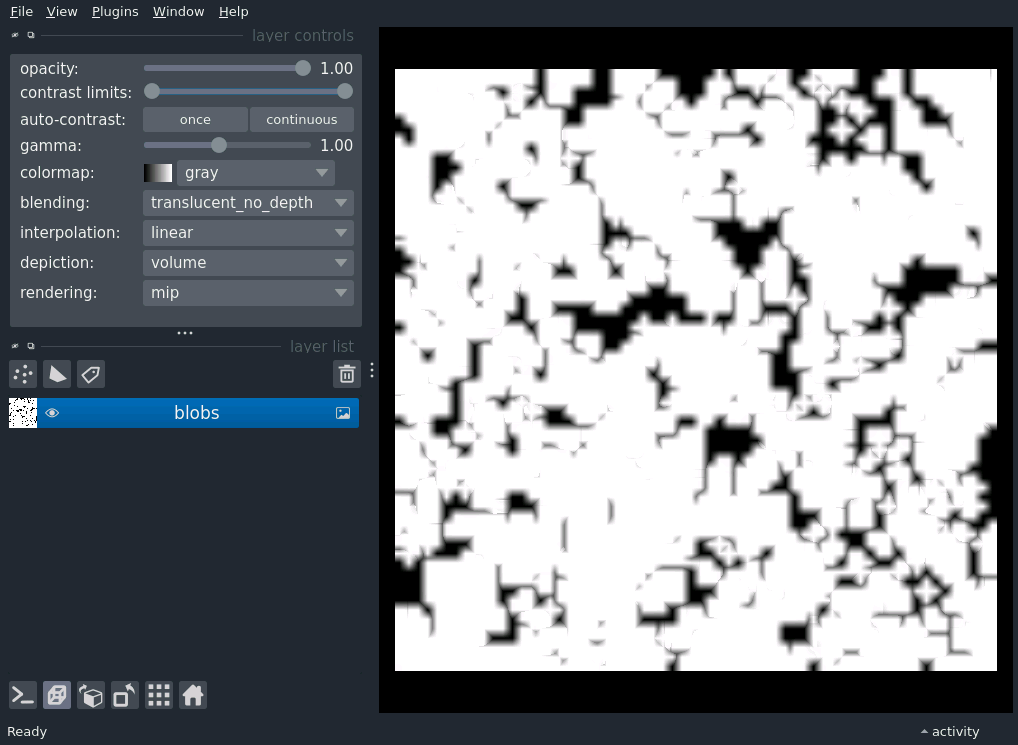 File View Plugins Window Help
layer controls
opacity: 1.00
contrast limits:
auto-contrast: once continuous
gamma: 1.00
colormap: gray
blending: translucent_no_depth
interpolation: linear
depiction: volume
rendering: mip
layer list
blobs
Ready
activity